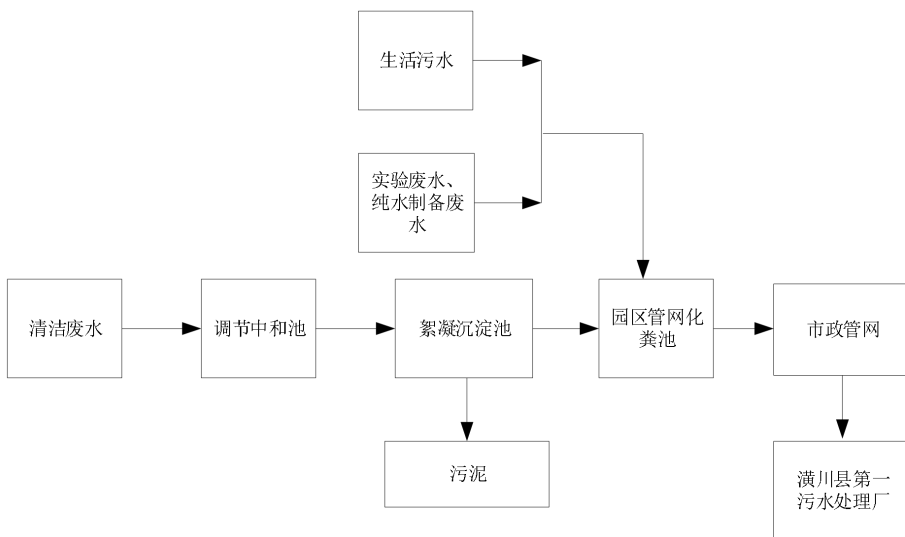 生活污水
实验废水、
纯水制备废
水
清洁废水
调节中和池
絮凝沉淀池
园区管网化
粪池
市政管网
污泥
潢川县第一
污水处理厂